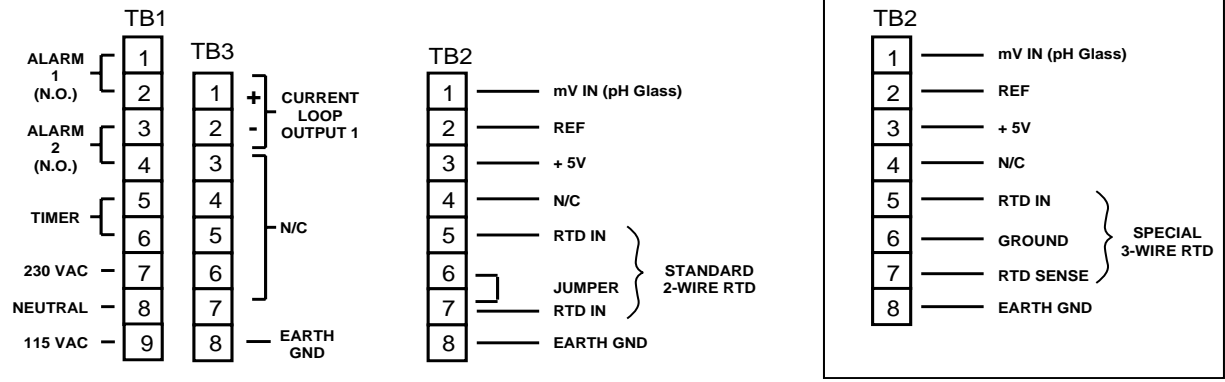 TB1
ALARM
1
(N.O.)
ALARM
2
(N.O.)
TIMER
230 VAC
NEUTRAL
115 VAC
1
2
3
4
5
6
7
8
9
TB3
1
2
3
4
5
6
7
8
+ CURRENT
LOOP
- OUTPUT 1
N/C
EARTH
GND
TB2
1 mV IN (pH Glass)
2 REF
3 + 5V
4 N/C
5 RTD IN
6
JUMPER
7 RTD IN
8 EARTH GND
STANDARD
2-WIRE RTD
TB2
1 mV IN (pH Glass)
2 REF
3 + 5V
4 N/C
5 RTD IN
6 GROUND
7 RTD SENSE
8 EARTH GND
SPECIAL
3-WIRE RTD